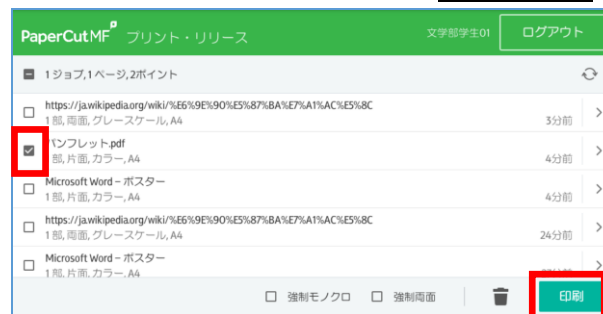 PaperCut MF プリント・リリース 文学部学生01 ログアウト
1ジョブ,1ページ,2ポイント
https://ja.wikipedia.org/wiki/%E6%9E%90%E5%87%BA%E7%A1%AC%E5%8C
1部,両面,グレースケール,A4 3分前
パンフレット.pdf
部,片面,カラー,A4 4分前
Microsoft Word – ポスター
1部,片面,カラー,A4 4分前
https://ja.wikipedia.org/wiki/%E6%9E%90%E5%87%BA%E7%A1%AC%E5%8C
1部,両面,グレースケール,A4 24分前
Microsoft Word – ポスター
1部,片面,カラー,A4
強制モノクロ 強制両面 印刷